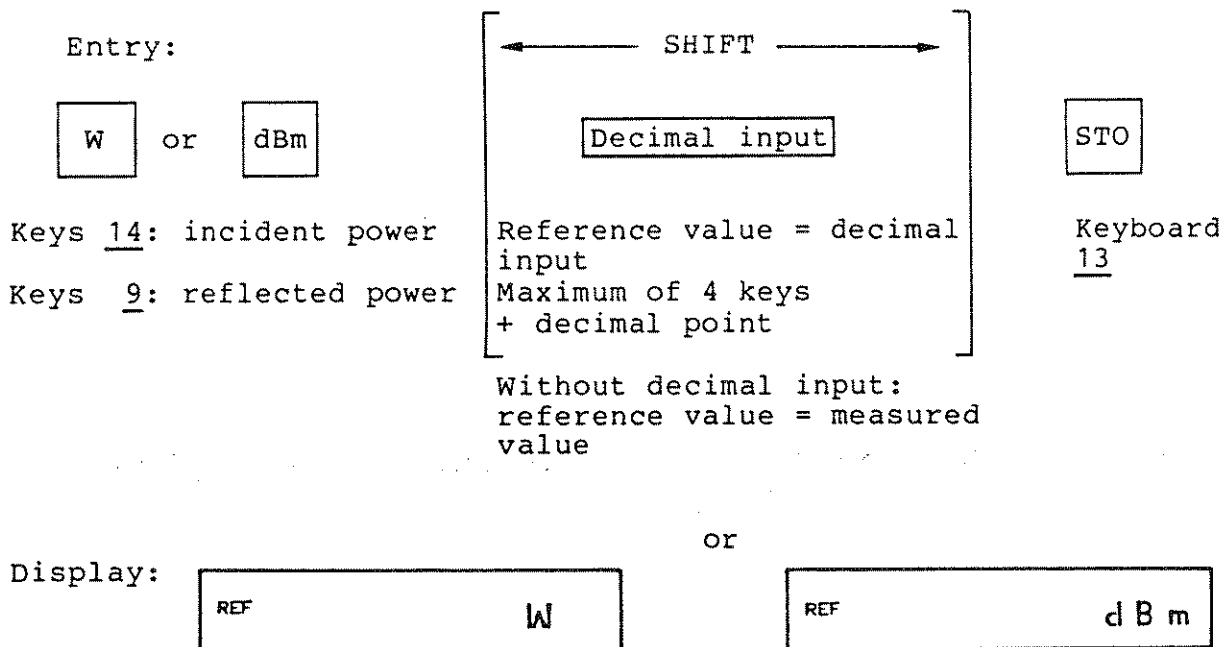 Entry:
SHIFT
W or dBm
Decimal input
STO
Keys 14: incident power
Keys 9: reflected power
Reference value = decimal
input
Maximum of 4 keys
+ decimal point
Keyboard
13
Without decimal input:
reference value = measured
value
or
Display:
REF W
REF dBm